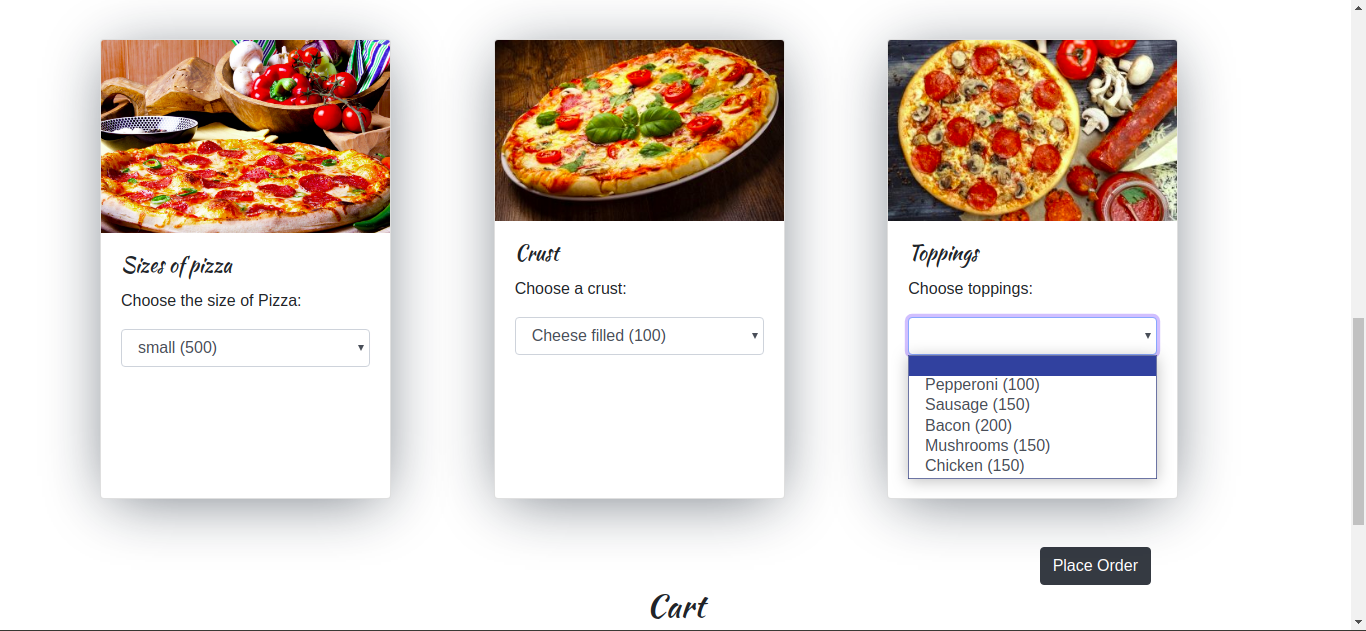 Sizes of pizza
Choose the size of Pizza:
small (500)
Crust
Choose a crust:
Cheese filled (100)
Toppings
Choose toppings:
Pepperoni (100)
Sausage (150)
Bacon (200)
Mushrooms (150)
Chicken (150)
Place Order
Cart